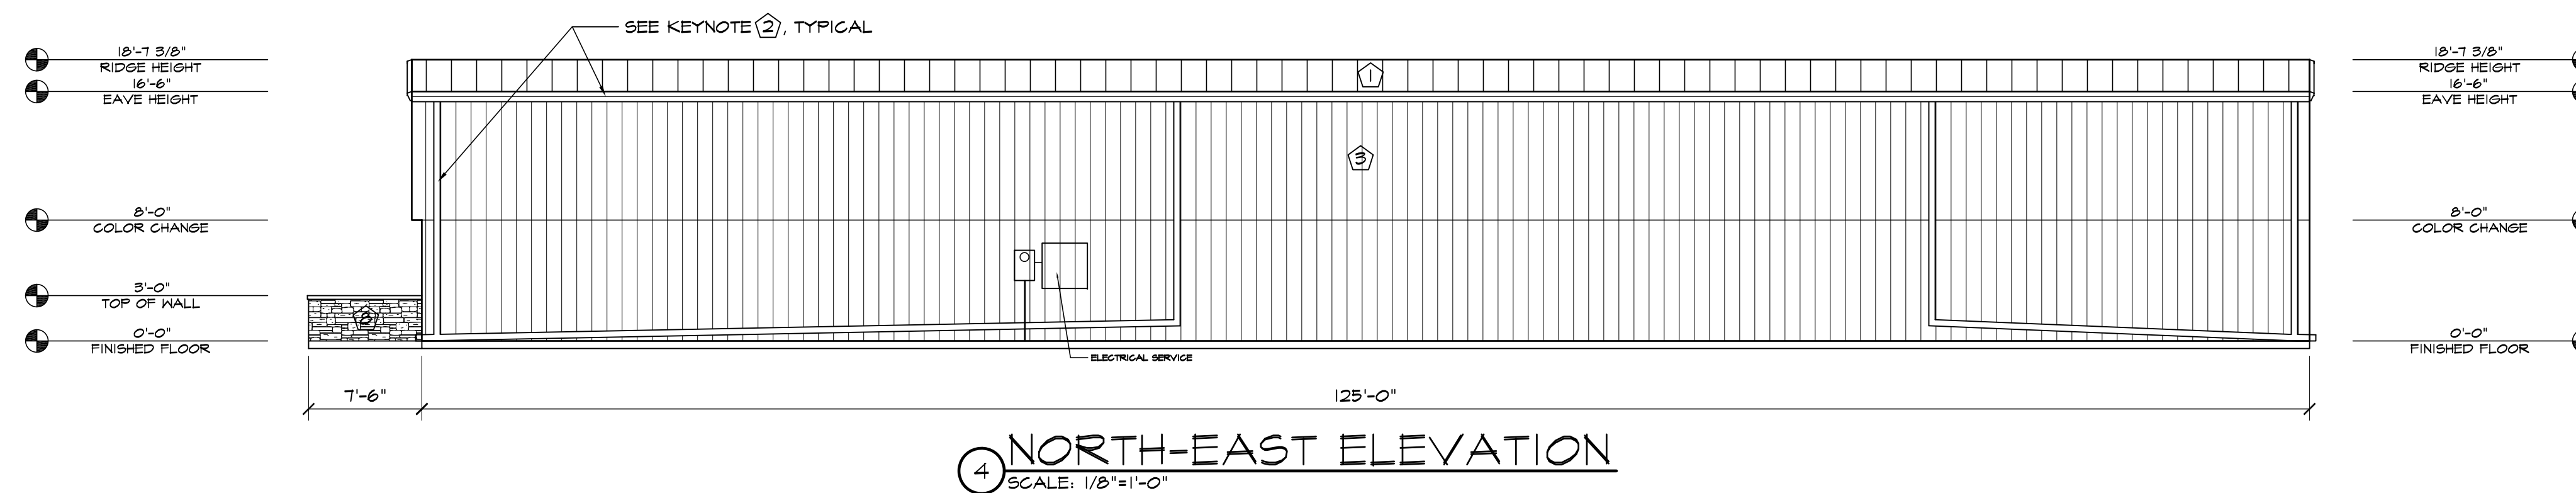 SEE KEYNOTE 2, TYPICAL
18'-7 3/8"
RIDGE HEIGHT
16'-6"
EAVE HEIGHT
8'-0"
COLOR CHANGE
3'-0"
TOP OF WALL
0'-0"
FINISHED FLOOR
1
3
8
ELECTRICAL SERVICE
18'-7 3/8"
RIDGE HEIGHT
16'-6"
EAVE HEIGHT
8'-0"
COLOR CHANGE
0'-0"
FINISHED FLOOR
7'-6"
125'-0"
4 NORTH-EAST ELEVATION
SCALE: 1/8"=1'-0"